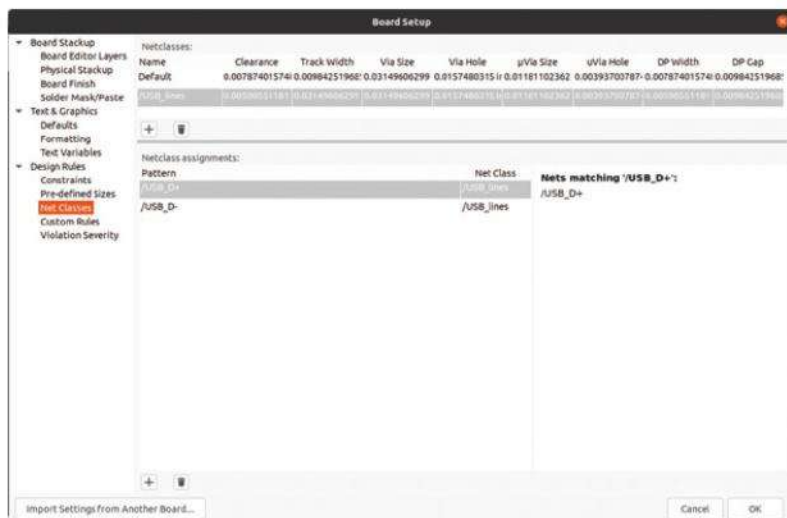 Board Setup
Board Stackup
Board Editor Layers
Physical Stackup
Board Finish
Solder Mask/Paste
Text & Graphics
Defaults
Formatting
Text Variables
Design Rules
Constraints
Pre-defined Sizes
Net Classes
Custom Rules
Violation Severity
Netclasses:
Name Clearance Track Width Via Size Via Hole µVia Size uVia Hole DP Width DP Gap
Default 0.0078740157 0.0098425196 0.03149606299 0.0157480315 0.01181102362 0.00393700787 0.0078740157 0.0098425196
/USB_lines
Netclass assignments:
Pattern Net Class
/USB_D+ /USB_lines
/USB_D- /USB_lines
Nets matching '/USB_D+':
/USB_D+
Import Settings from Another Board...
Cancel OK